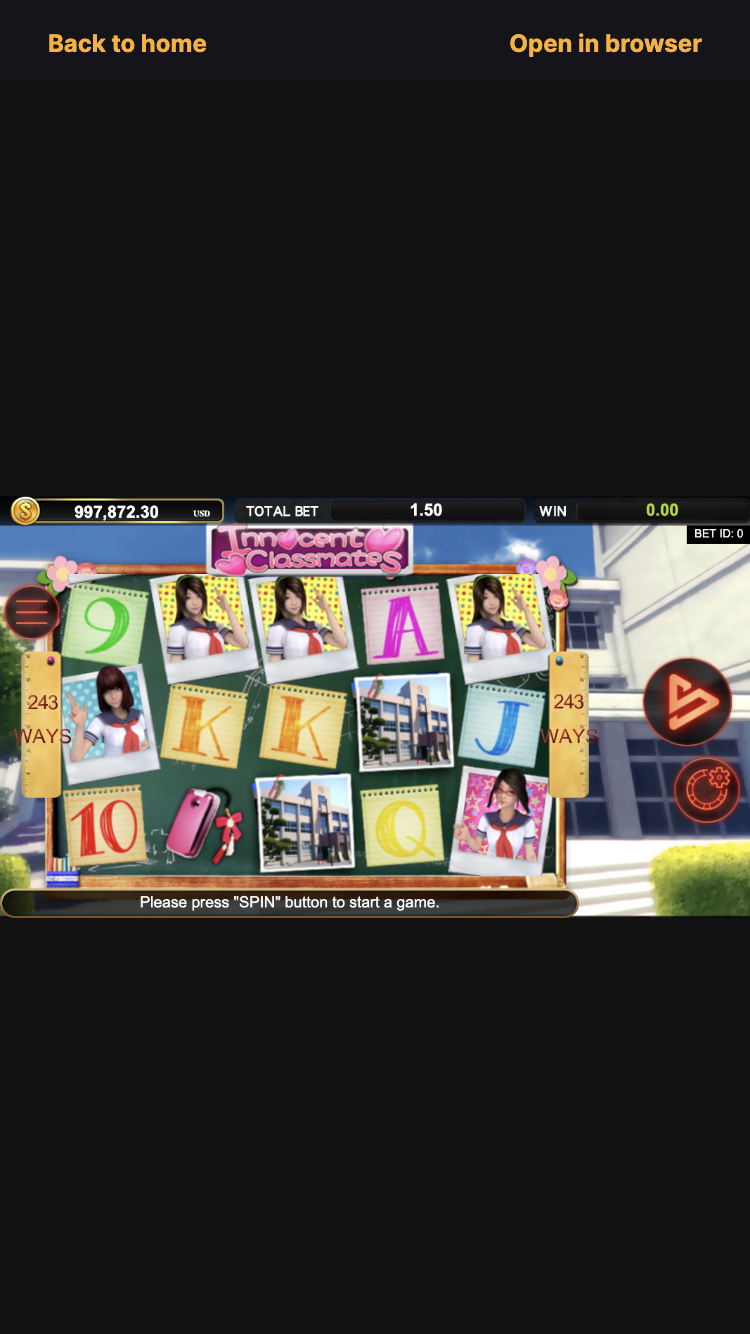 Back to home
Open in browser
997,872.30 USD
TOTAL BET 1.50
WIN 0.00
BET ID: 0
Innocent
Classmates
9
A
243
WAYS
K
K
J
243
WAYS
10
Q
Please press "SPIN" button to start a game.